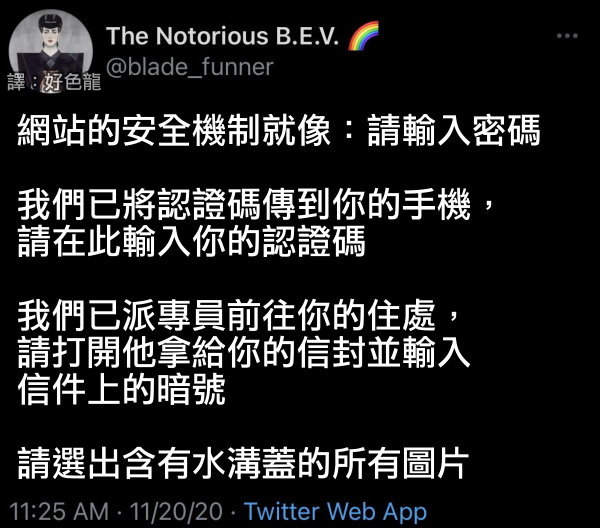 The Notorious B.E.V. 🌈
@blade_funner
譯：好色龍
網站的安全機制就像：請輸入密碼
我們已將認證碼傳到你的手機，
請在此輸入你的認證碼
我們已派專員前往你的住處，
請打開他拿給你的信封並輸入
信件上的暗號
請選出含有水溝蓋的所有圖片
11:25 AM · 11/20/20 · Twitter Web App